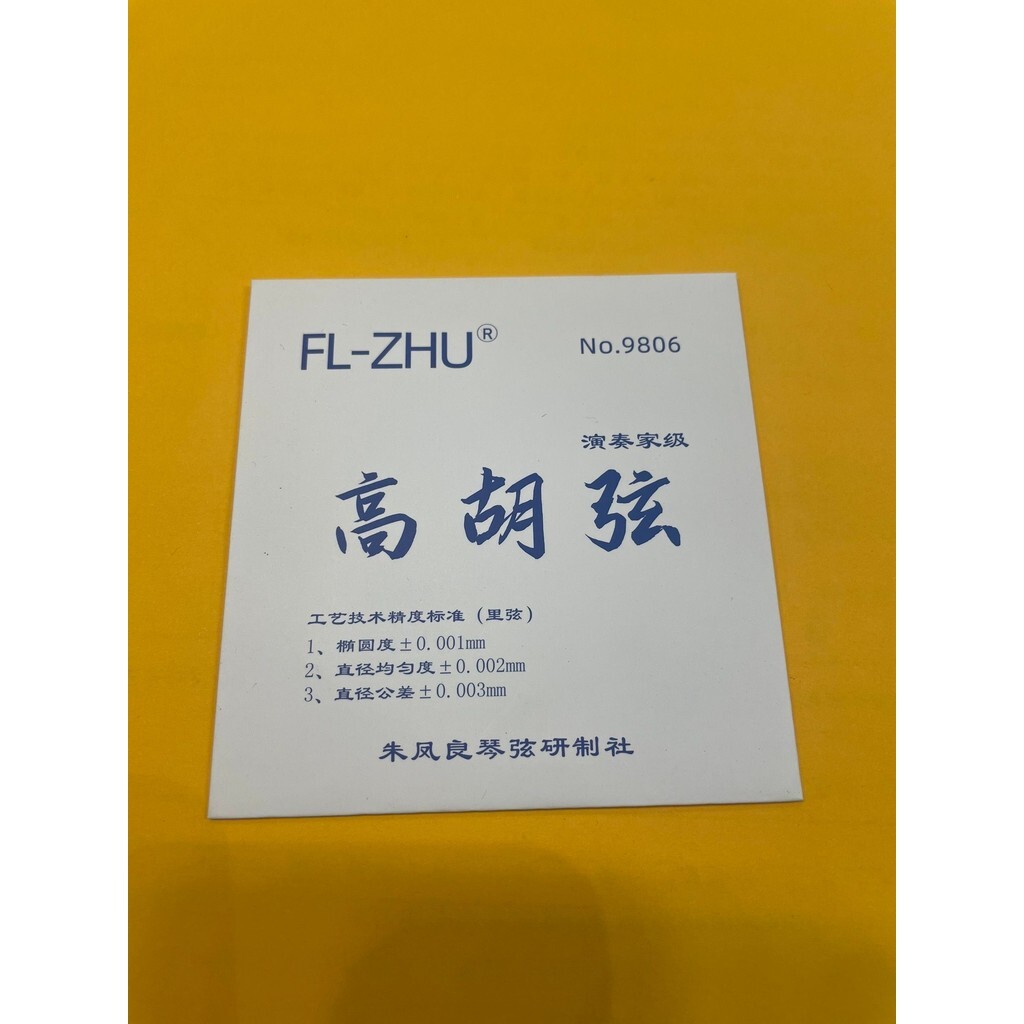 FL-ZHU®
No.9806
演奏家级
高胡弦
工艺技术精度标准(里弦)
1、椭圆度±0.001mm
2、直径均匀度±0.002mm
3、直径公差±0.003mm
朱凤良琴弦研制社